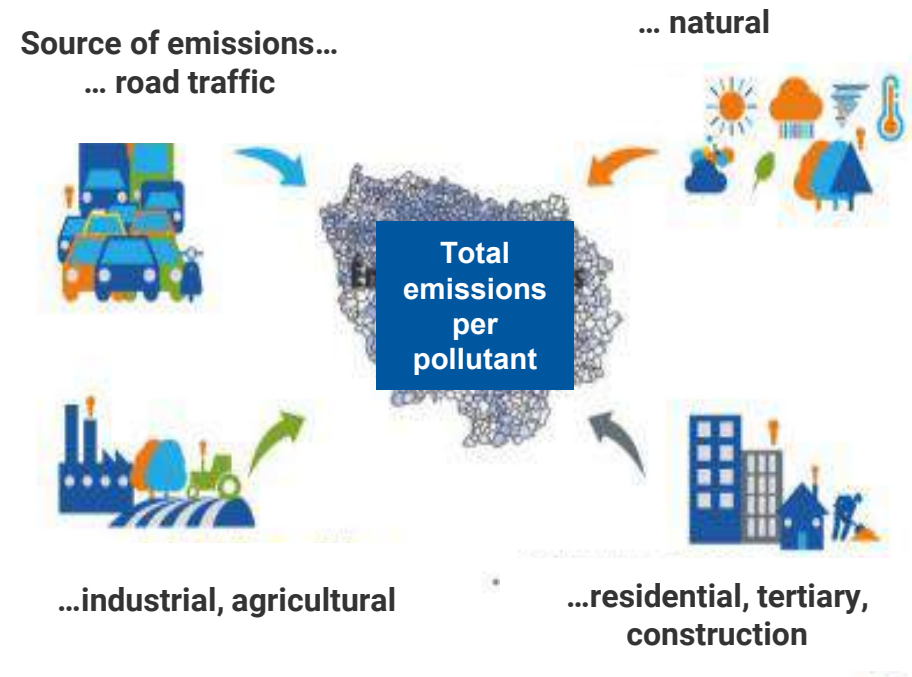 Source of emissions…
… road traffic
… natural
Total
emissions
per
pollutant
…industrial, agricultural
…residential, tertiary,
construction